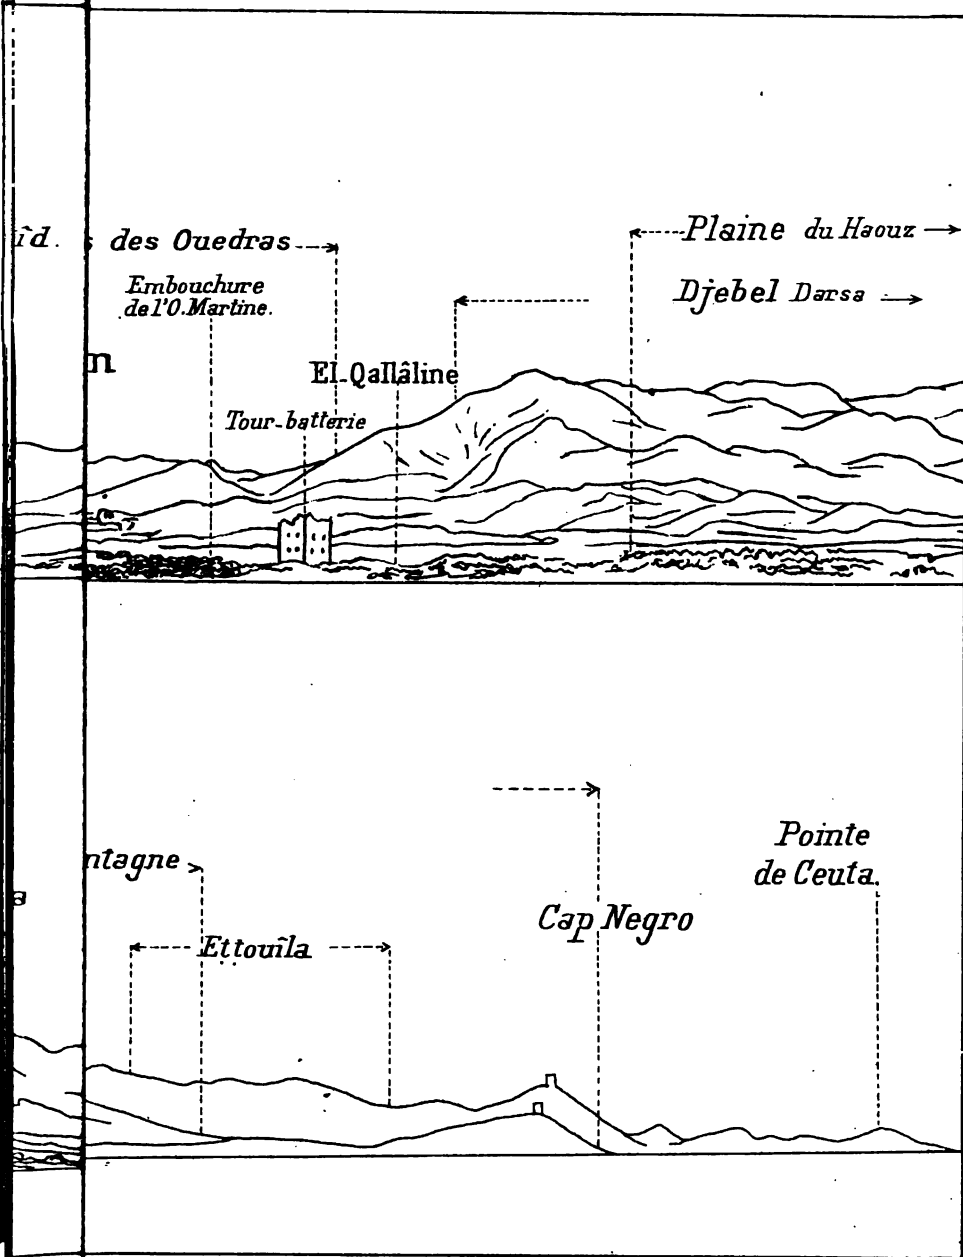 îd.
s des Ouedras
Plaine du Haouz
Embouchure
de l'O. Martine.
Djebel Darsa
n
El-Qallâline
Tour-batterie
Pointe
de Ceuta.
ntagne
a
Cap Negro
Ettouîla